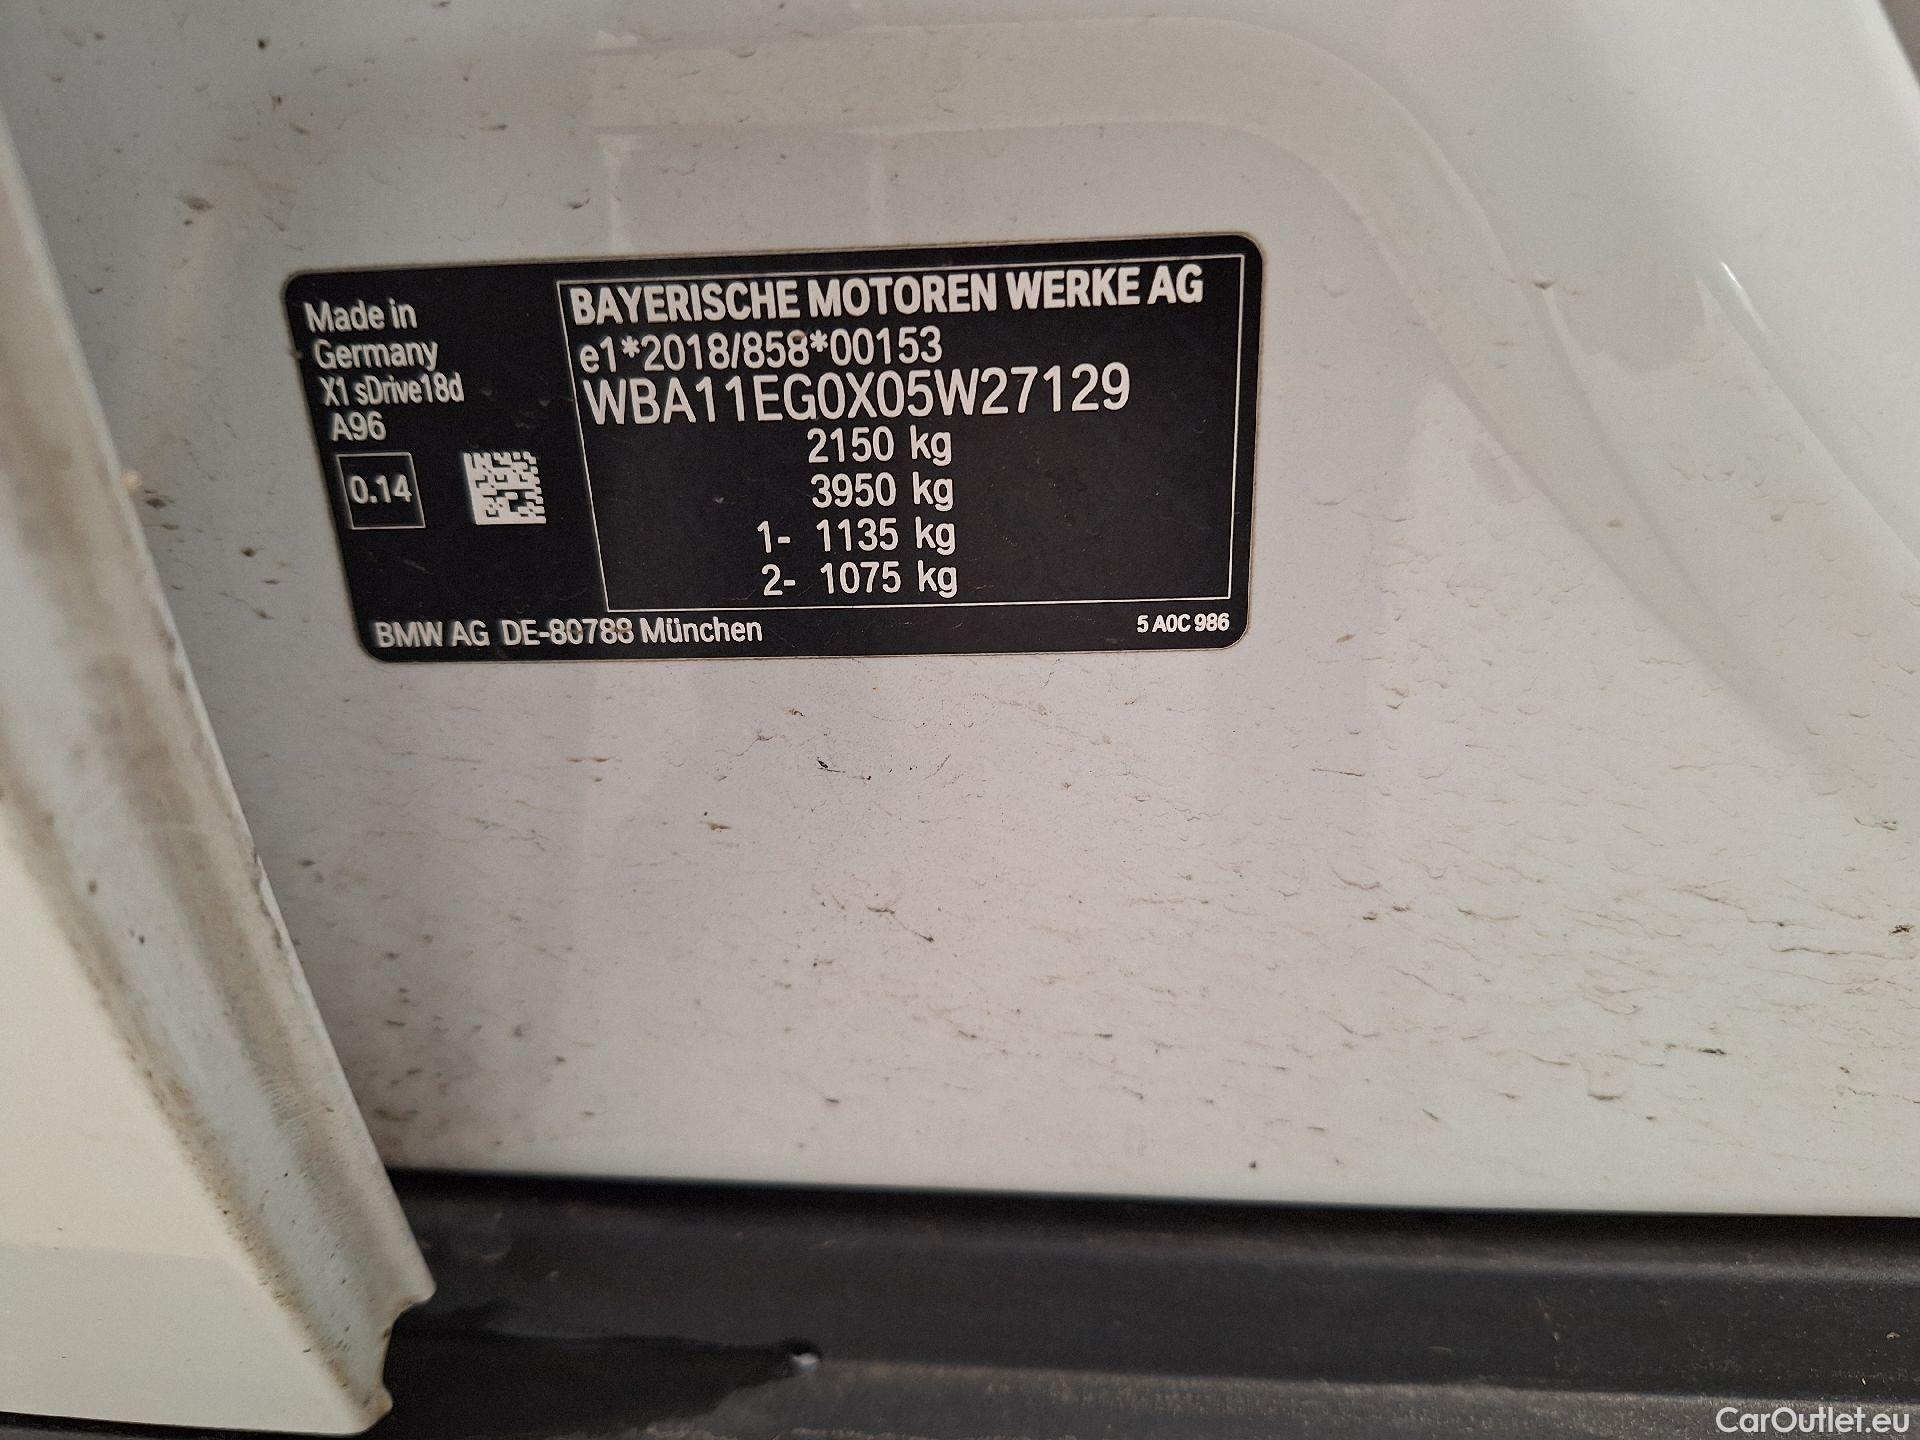 Made in
Germany
X1 sDrive18d
A96
0.14
BAYERISCHE MOTOREN WERKE AG
e1*2018/858*00153
WBA11EG0X05W27129
2150 kg
3950 kg
1- 1135 kg
2- 1075 kg
BMW AG DE-80788 München
5 A0C 986
CarOutlet.eu